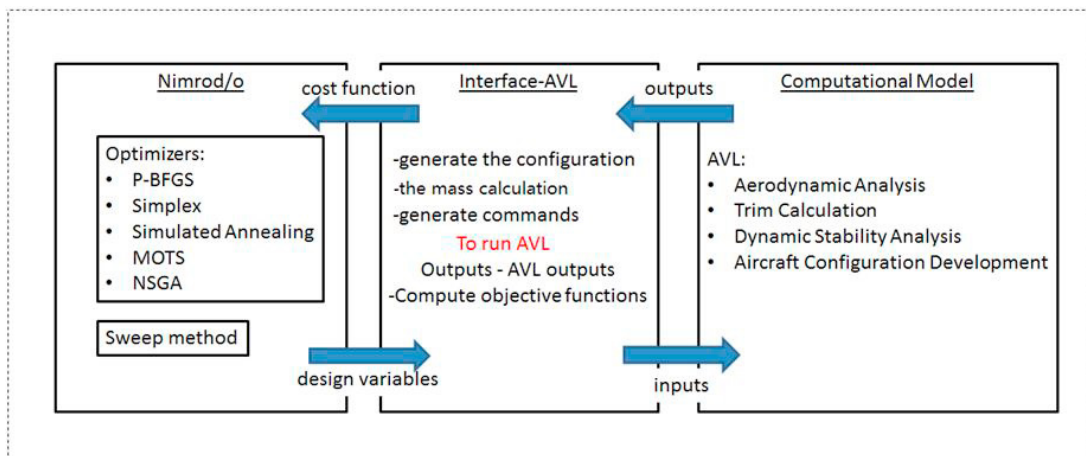 Nimrod/o
cost function
Optimizers:
• P-BFGS
• Simplex
• Simulated Annealing
• MOTS
• NSGA
Sweep method
design variables
Interface-AVL
-generate the configuration
-the mass calculation
-generate commands
To run AVL
Outputs - AVL outputs
-Compute objective functions
outputs
inputs
Computational Model
AVL:
• Aerodynamic Analysis
• Trim Calculation
• Dynamic Stability Analysis
• Aircraft Configuration Development